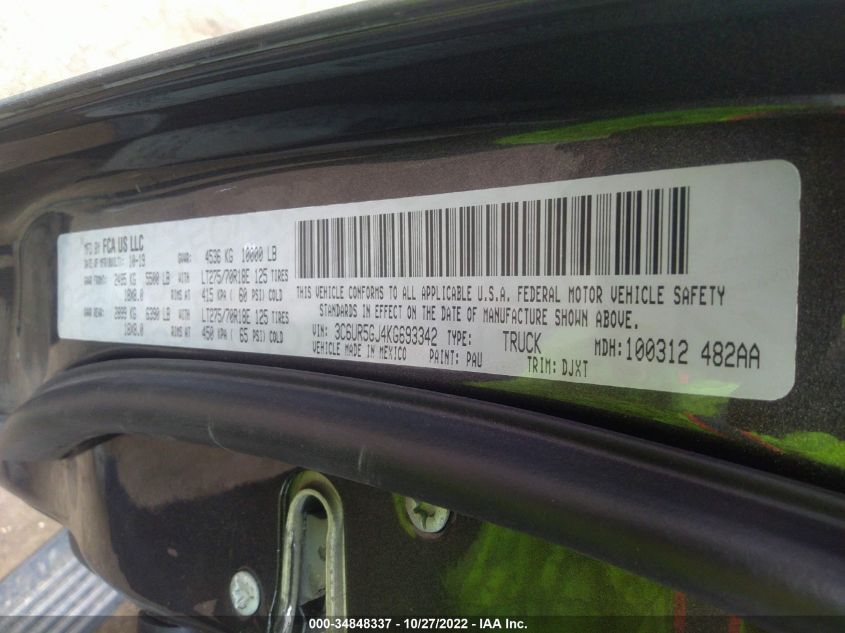 MFD BY FCA US LLC
DATE OF MFR(BUILT): 10-19 GVWR: 4536 KG 10000 LB
GAWR FRONT: 2495 KG 5500 LB WITH LT275/70R18E 125 TIRES
18X8.0 RIMS AT 415 KPA ( 60 PSI) COLD
GAWR REAR: 2899 KG 6390 LB WITH LT275/70R18E 125 TIRES
18X8.0 RIMS AT 450 KPA ( 65 PSI) COLD
THIS VEHICLE CONFORMS TO ALL APPLICABLE U.S.A. FEDERAL MOTOR VEHICLE SAFETY
STANDARDS IN EFFECT ON THE DATE OF MANUFACTURE SHOWN ABOVE.
VIN: 3C6UR5GJ4KG693342 TYPE: TRUCK MDH:100312 482AA
VEHICLE MADE IN MEXICO PAINT: PAU TRIM: DJXT
000-34848337 - 10/27/2022 - IAA Inc.